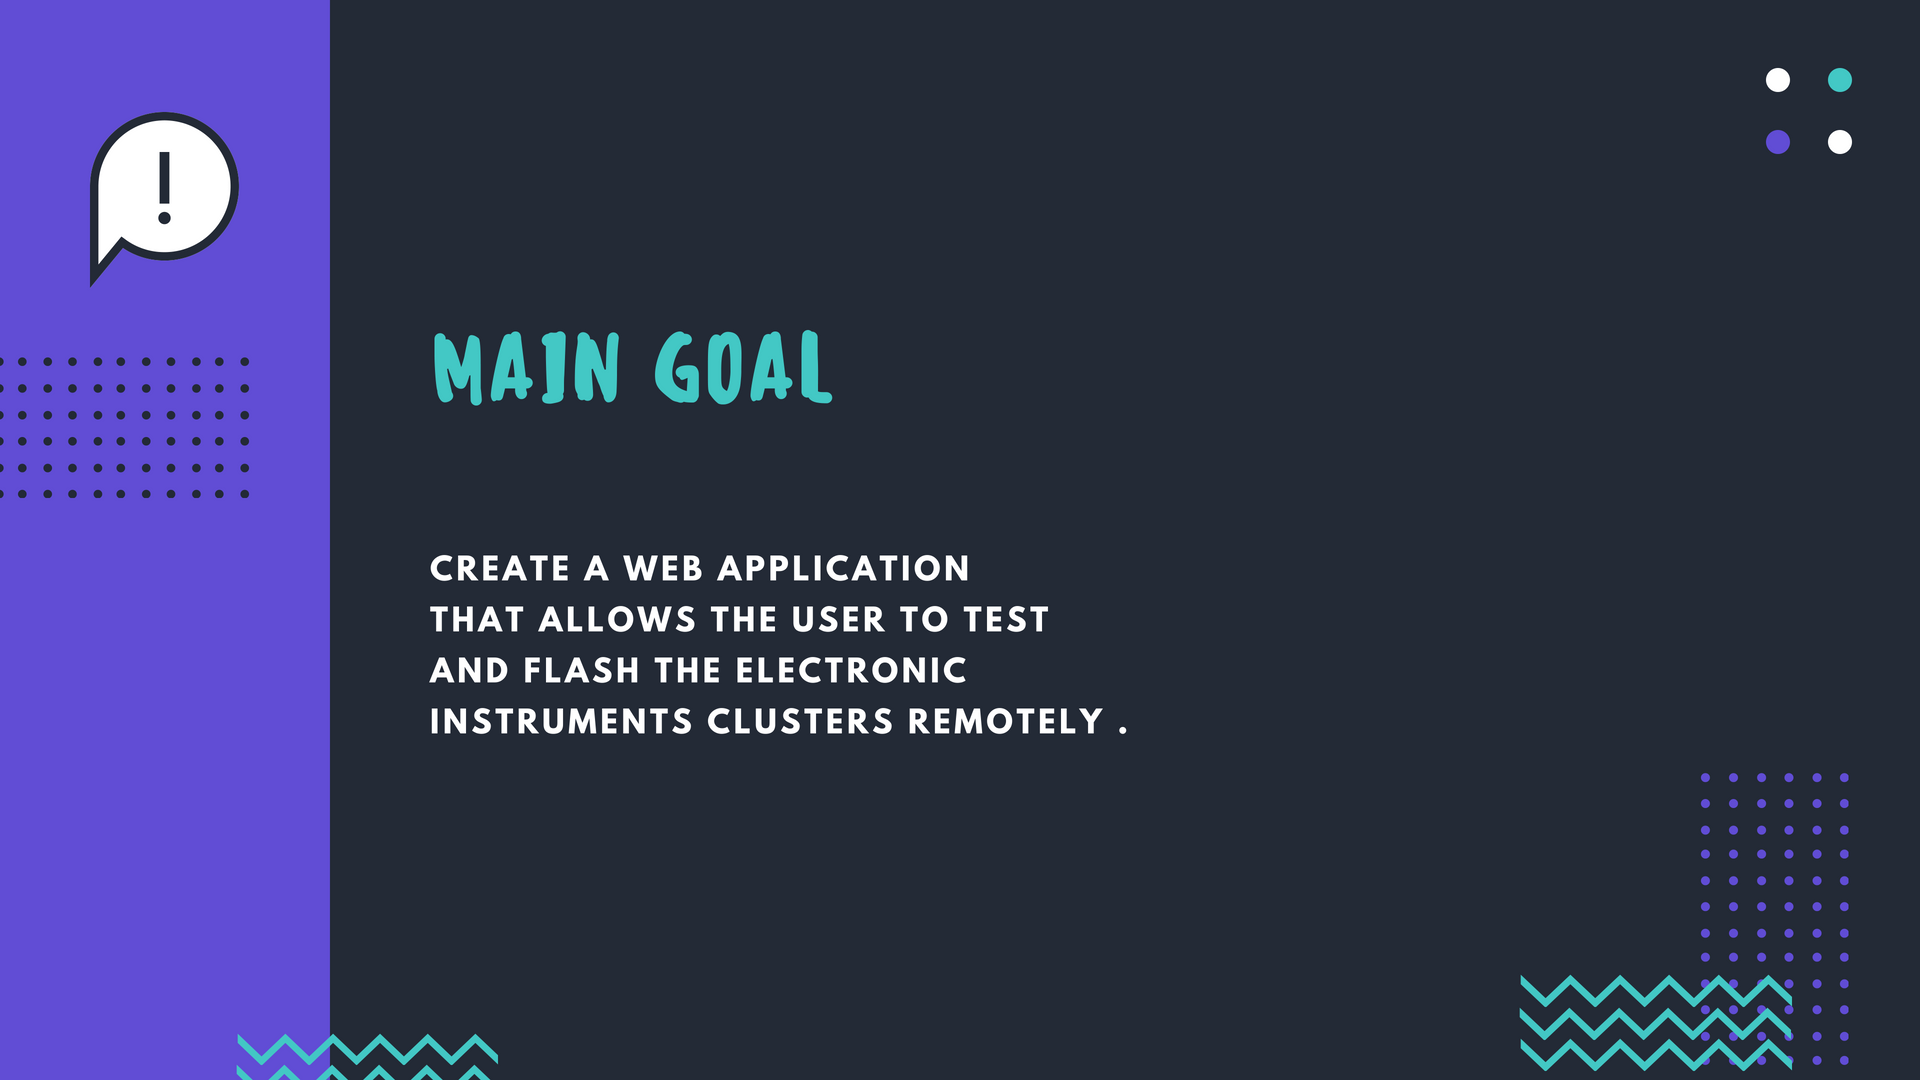 !
MAIN GOAL
CREATE A WEB APPLICATION
THAT ALLOWS THE USER TO TEST
AND FLASH THE ELECTRONIC
INSTRUMENTS CLUSTERS REMOTELY .